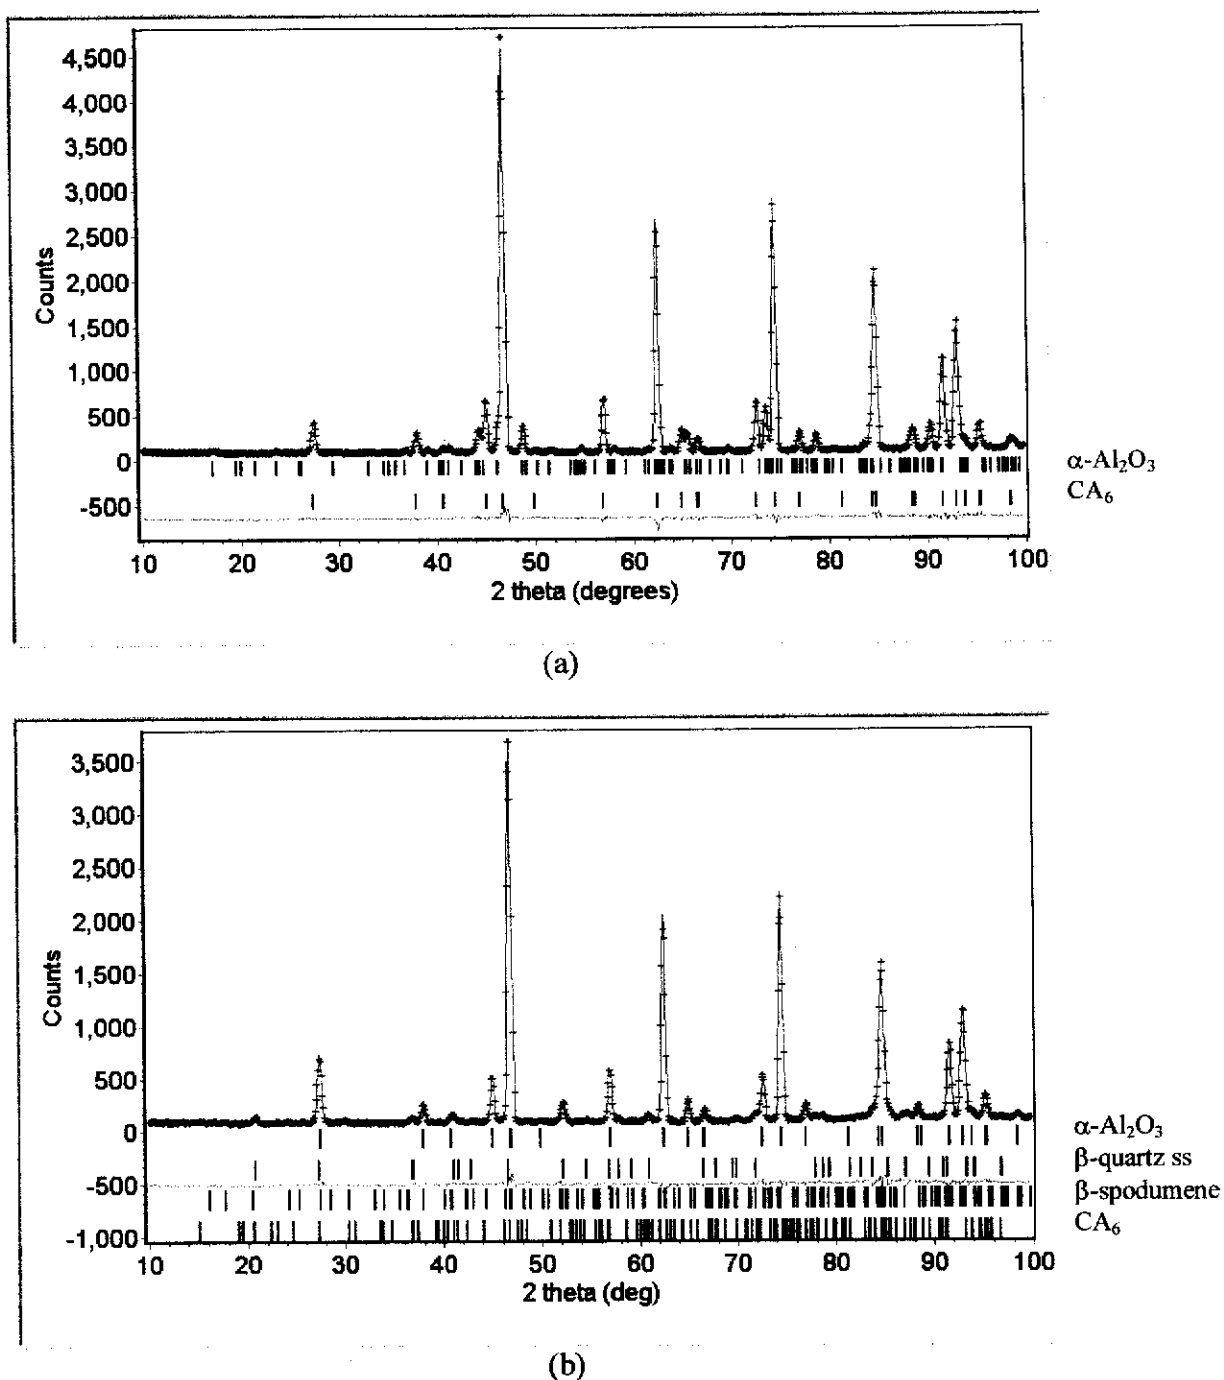 4,500
4,000
3,500
3,000
2,500
2,000
1,500
1,000
500
0
-500
Counts
α-Al₂O₃
CA₆
10 20 30 40 50 60 70 80 90 100
2 theta (degrees)
(a)
3,500
3,000
2,500
2,000
1,500
1,000
500
0
-500
-1,000
Counts
α-Al₂O₃
β-quartz ss
β-spodumene
CA₆
10 20 30 40 50 60 70 80 90 100
2 theta (deg)
(b)